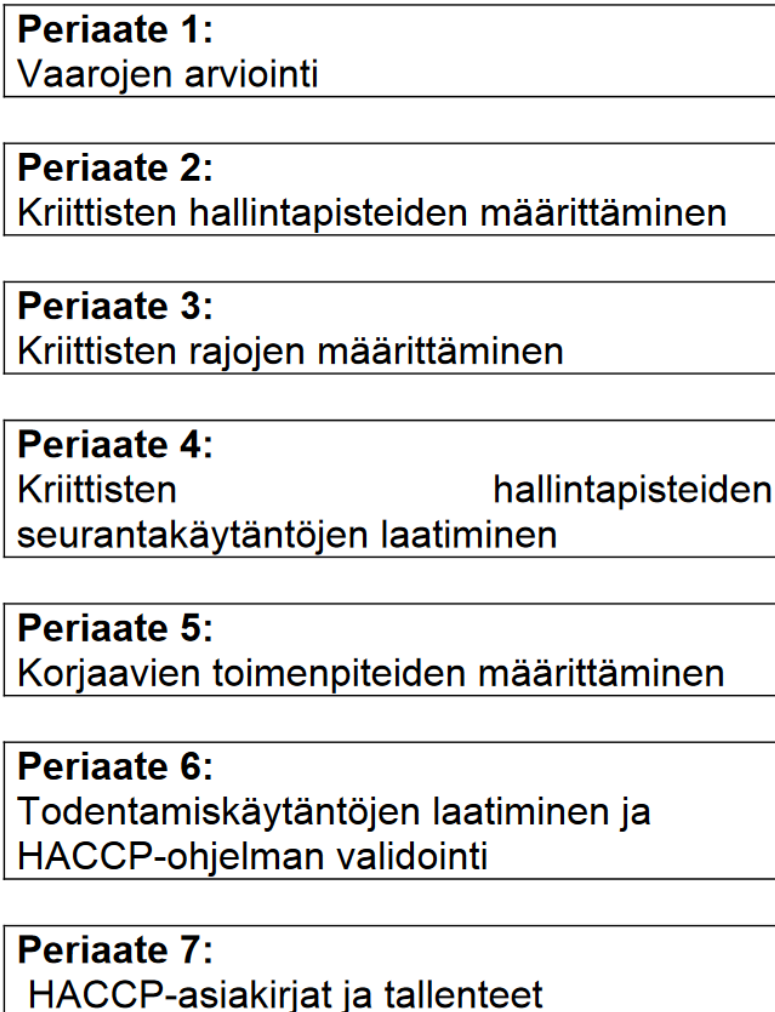 Periaate 1:
Vaarojen arviointi
Periaate 2:
Kriittisten hallintapisteiden määrittäminen
Periaate 3:
Kriittisten rajojen määrittäminen
Periaate 4:
Kriittisten hallintapisteiden
seurantakäytäntöjen laatiminen
Periaate 5:
Korjaavien toimenpiteiden määrittäminen
Periaate 6:
Todentamiskäytäntöjen laatiminen ja
HACCP-ohjelman validointi
Periaate 7:
HACCP-asiakirjat ja tallenteet